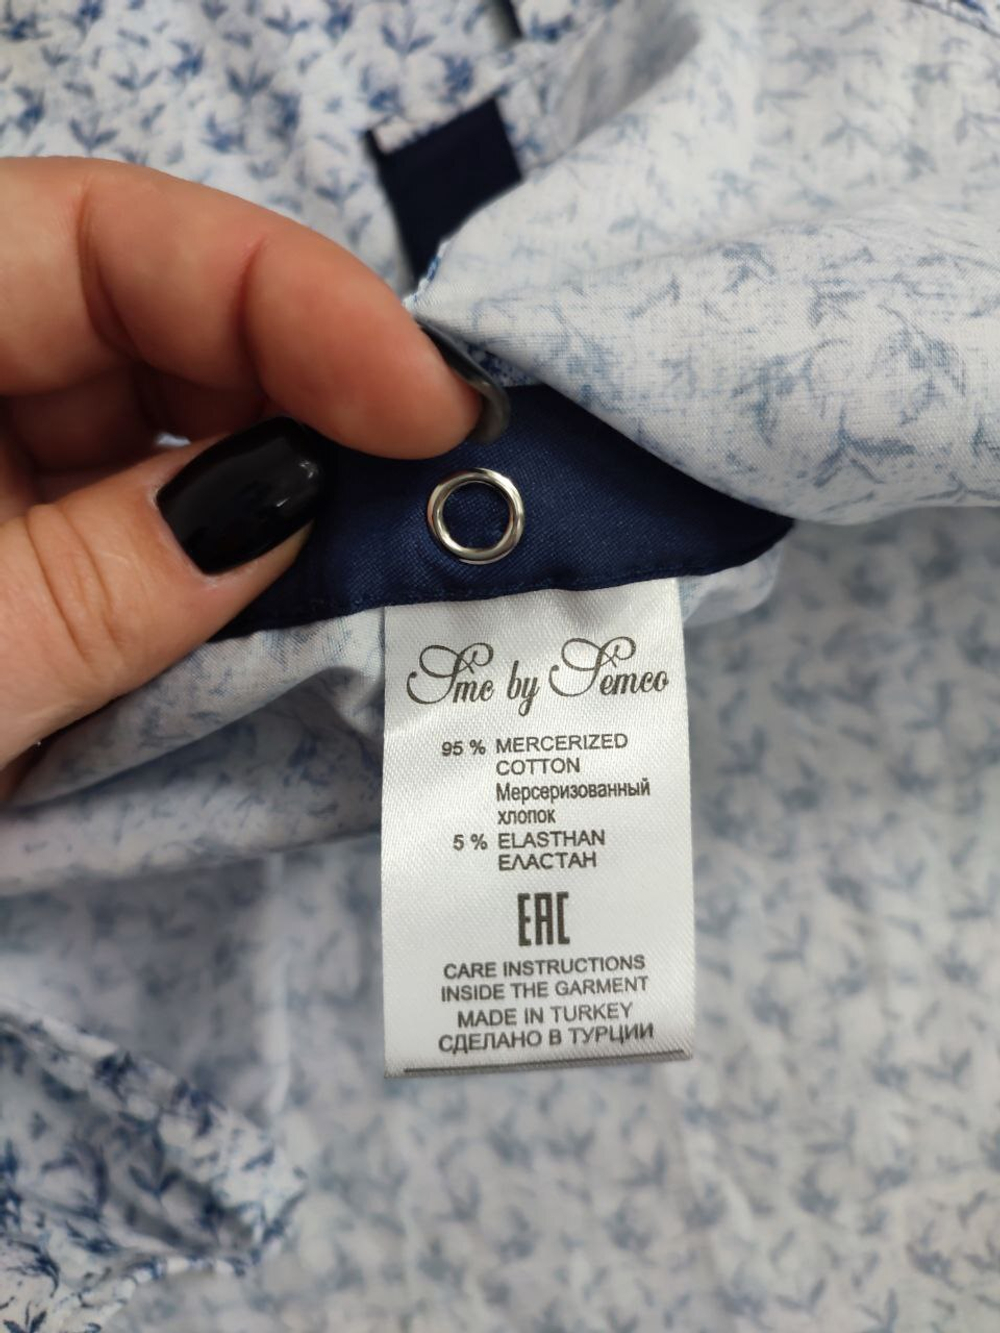 Smc by Semco
95 % MERCERIZED
COTTON
Мерсеризованный
хлопок
5 % ELASTHAN
ЕЛАСТАН
EAC
CARE INSTRUCTIONS
INSIDE THE GARMENT
MADE IN TURKEY
СДЕЛАНО В ТУРЦИИ